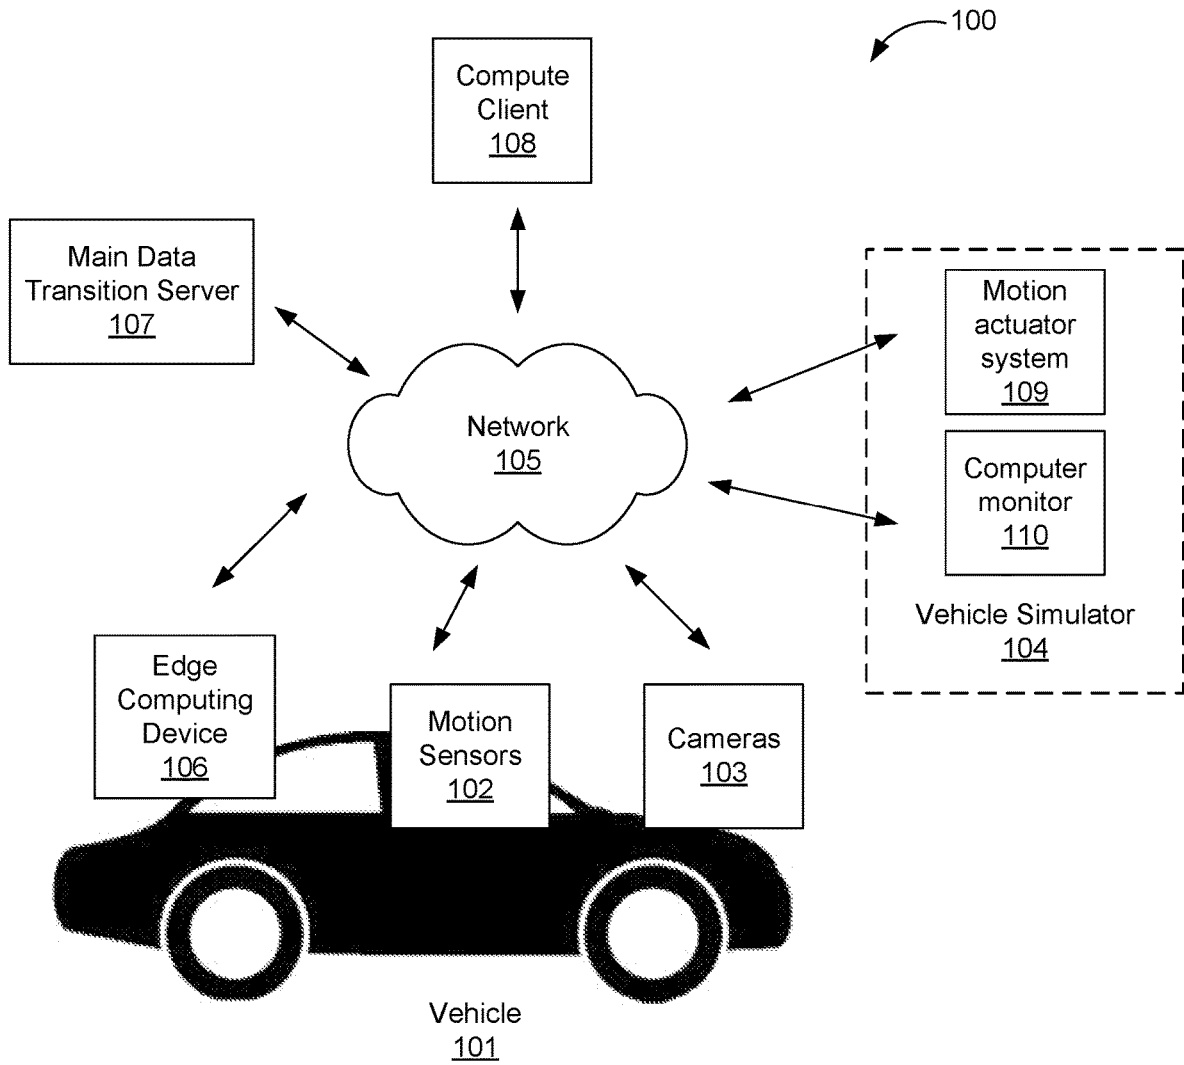 100
Compute
Client
108
Main Data
Transition Server
107
Motion
actuator
system
109
Network
105
Computer
monitor
110
Vehicle Simulator
104
Edge
Computing
Device
106
Motion
Sensors
102
Cameras
103
Vehicle
101